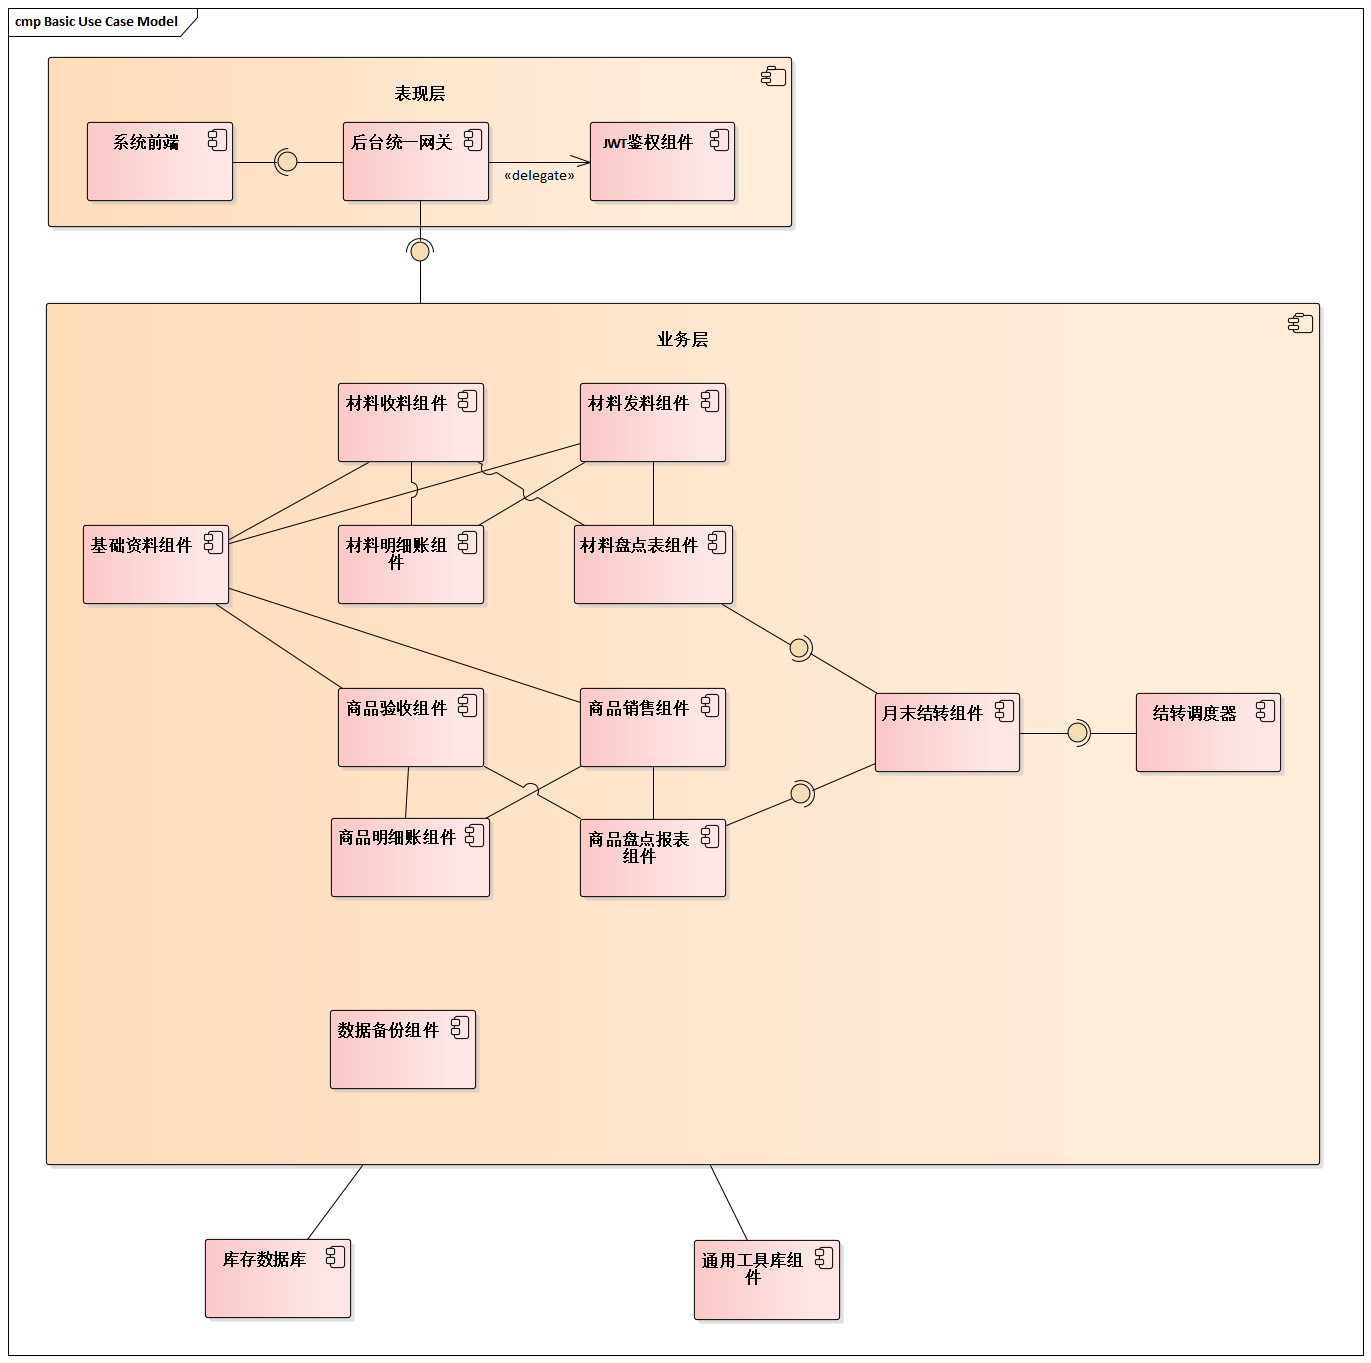 cmp Basic Use Case Model
表现层
系统前端
后台统一网关
JWT鉴权组件
«delegate»
业务层
材料收料组件
材料发料组件
基础资料组件
材料明细账组
件
材料盘点表组件
商品验收组件
商品销售组件
月末结转组件
结转调度器
商品明细账组件
商品盘点报表
组件
数据备份组件
库存数据库
通用工具库组
件